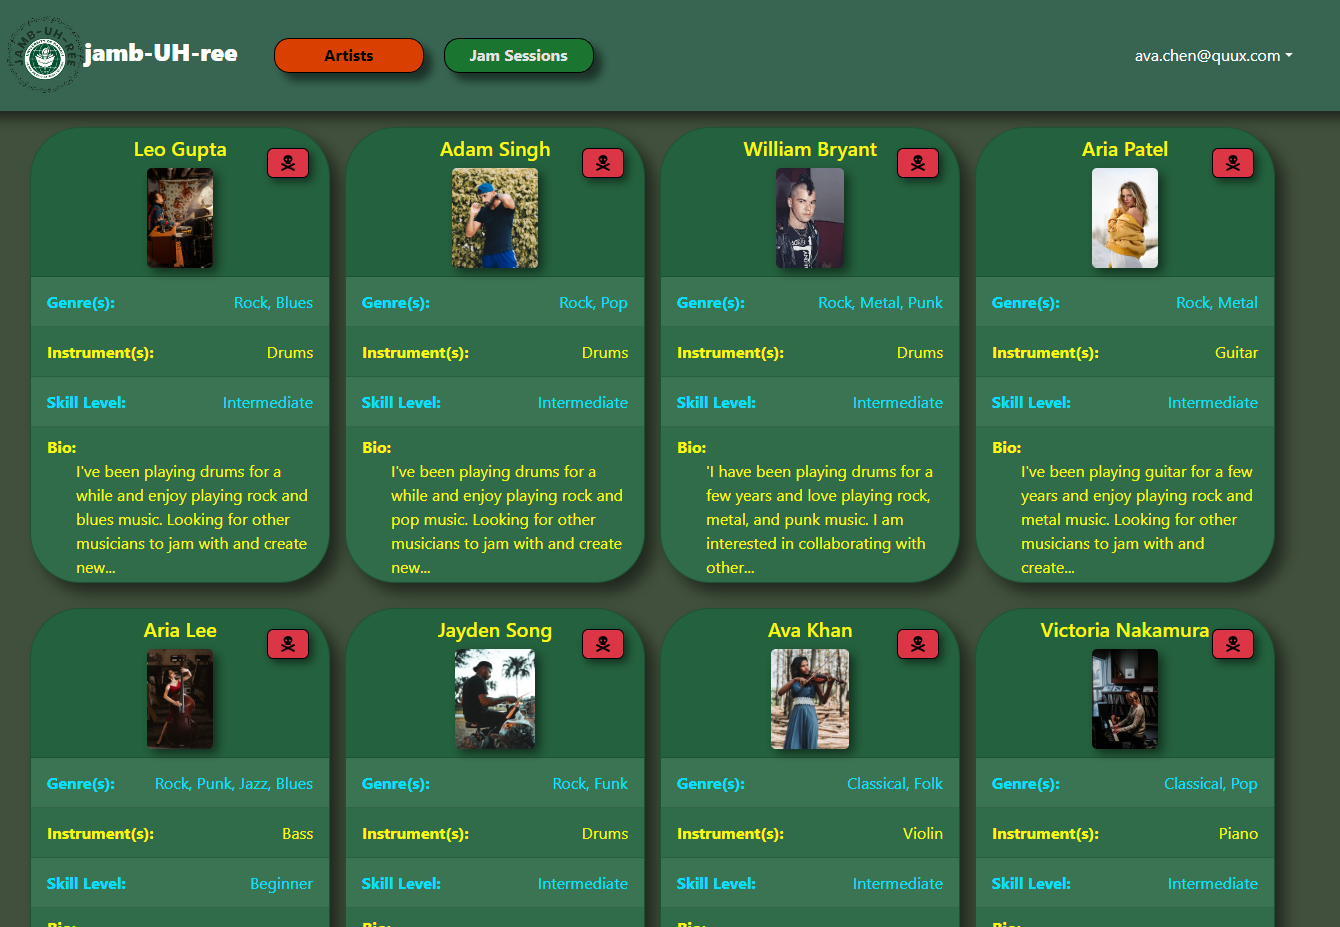 JAMB-UH-REE
jamb-UH-ree
Artists
Jam Sessions
ava.chen@quux.com
Leo Gupta
Genre(s): Rock, Blues
Instrument(s): Drums
Skill Level: Intermediate
Bio:
I've been playing drums for a
while and enjoy playing rock and
blues music. Looking for other
musicians to jam with and create
new...
Adam Singh
Genre(s): Rock, Pop
Instrument(s): Drums
Skill Level: Intermediate
Bio:
I've been playing drums for a
while and enjoy playing rock and
pop music. Looking for other
musicians to jam with and create
new...
William Bryant
Genre(s): Rock, Metal, Punk
Instrument(s): Drums
Skill Level: Intermediate
Bio:
'I have been playing drums for a
few years and love playing rock,
metal, and punk music. I am
interested in collaborating with
other...
Aria Patel
Genre(s): Rock, Metal
Instrument(s): Guitar
Skill Level: Intermediate
Bio:
I've been playing guitar for a few
years and enjoy playing rock and
metal music. Looking for other
musicians to jam with and
create...
Aria Lee
Genre(s): Rock, Punk, Jazz, Blues
Instrument(s): Bass
Skill Level: Beginner
Bio:
Jayden Song
Genre(s): Rock, Funk
Instrument(s): Drums
Skill Level: Intermediate
Bio:
Ava Khan
Genre(s): Classical, Folk
Instrument(s): Violin
Skill Level: Intermediate
Bio:
Victoria Nakamura
Genre(s): Classical, Pop
Instrument(s): Piano
Skill Level: Intermediate
Bio: